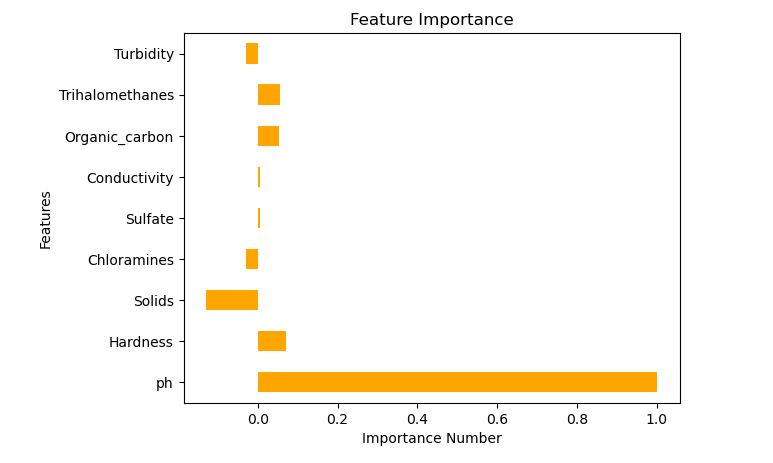 Feature Importance
Turbidity
Trihalomethanes
Organic_carbon
Conductivity
Sulfate
Chloramines
Solids
Hardness
ph
Features
0.0 0.2 0.4 0.6 0.8 1.0
Importance Number